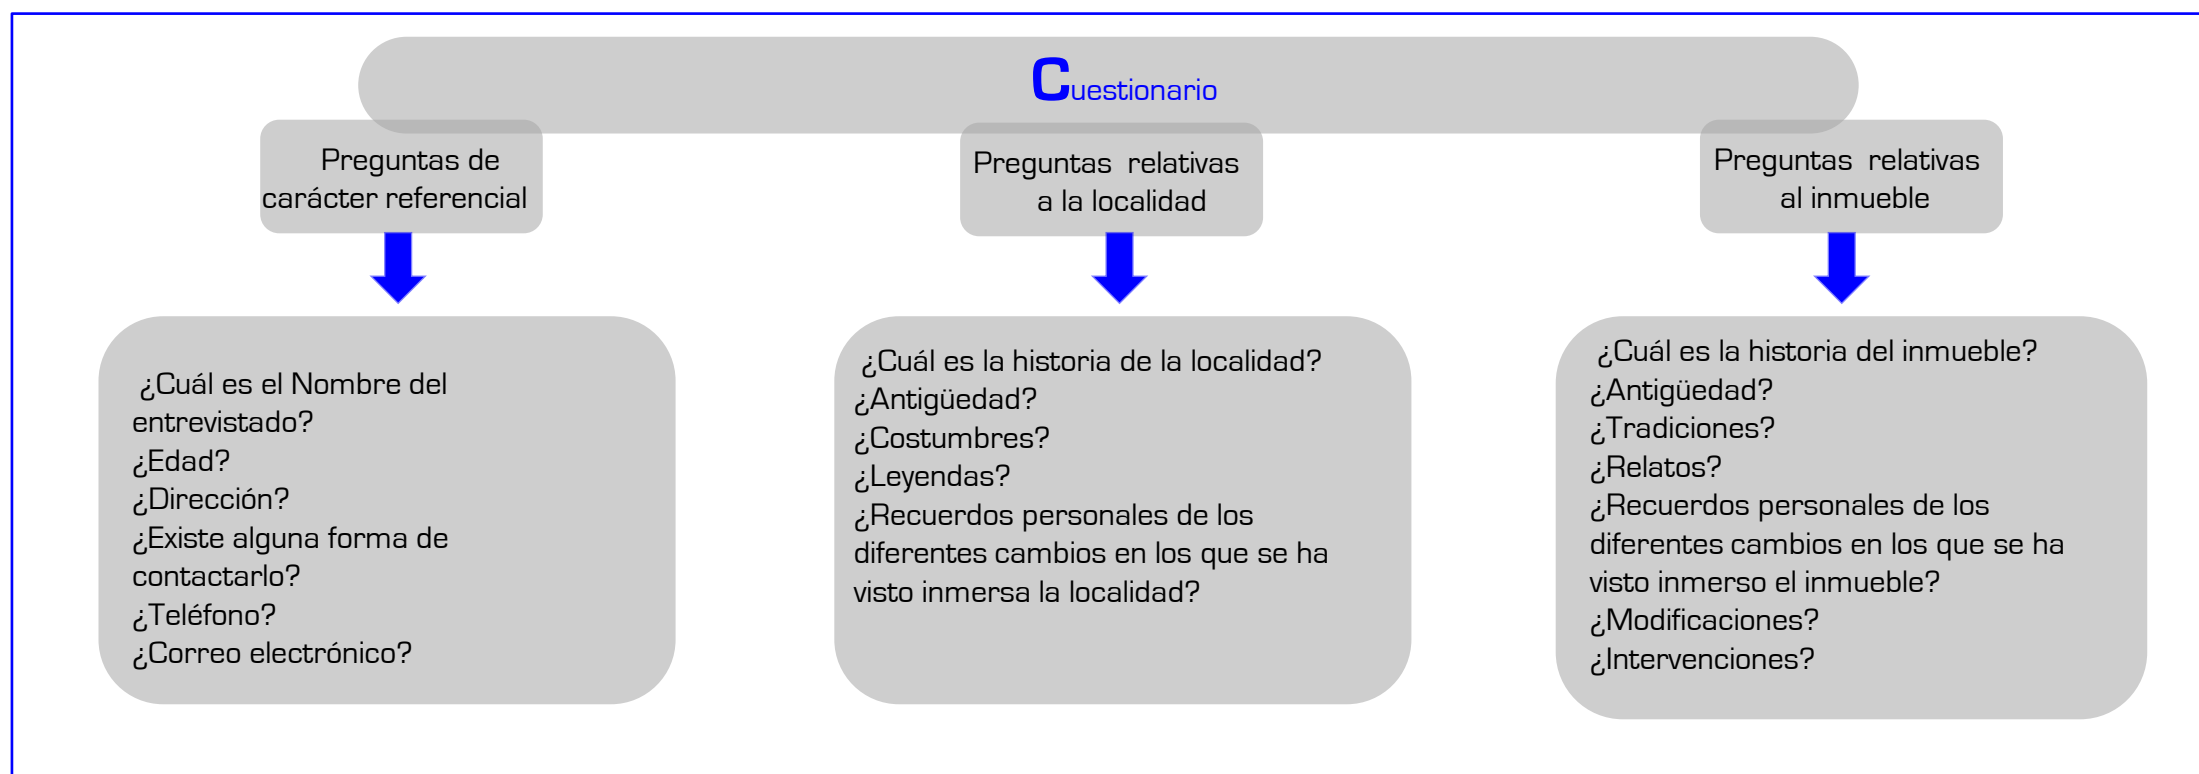 Cuestionario
Preguntas de
carácter referencial
¿Cuál es el Nombre del
entrevistado?
¿Edad?
¿Dirección?
¿Existe alguna forma de
contactarlo?
¿Teléfono?
¿Correo electrónico?
Preguntas relativas
a la localidad
¿Cuál es la historia de la localidad?
¿Antigüedad?
¿Costumbres?
¿Leyendas?
¿Recuerdos personales de los
diferentes cambios en los que se ha
visto inmersa la localidad?
Preguntas relativas
al inmueble
¿Cuál es la historia del inmueble?
¿Antigüedad?
¿Tradiciones?
¿Relatos?
¿Recuerdos personales de los
diferentes cambios en los que se ha
visto inmerso el inmueble?
¿Modificaciones?
¿Intervenciones?